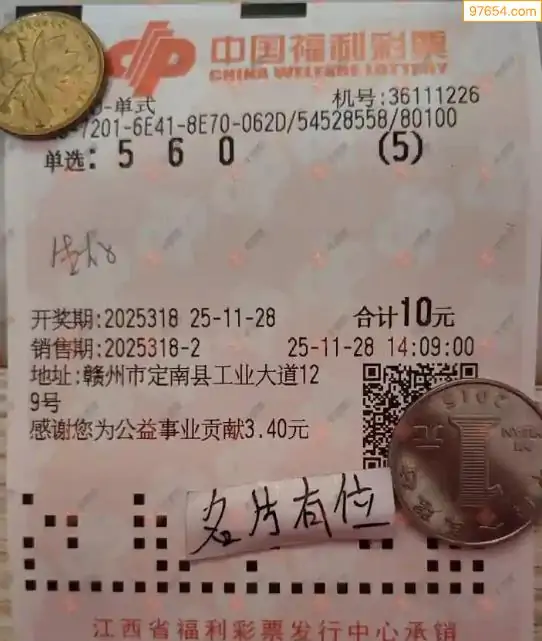 97654.com
中国福利彩票
CHINA WELFARE LOTTERY
-单式
机号:36111226
-7201-6E41-8E70-062D/54528558/80100
单选: 5 6 0 (5)
开奖期:2025318 25-11-28 合计10元
销售期:2025318-2 25-11-28 14:09:00
地址:赣州市定南县工业大道12
9号
感谢您为公益事业贡献3.40元
名片有位
江西省福利彩票发行中心承销